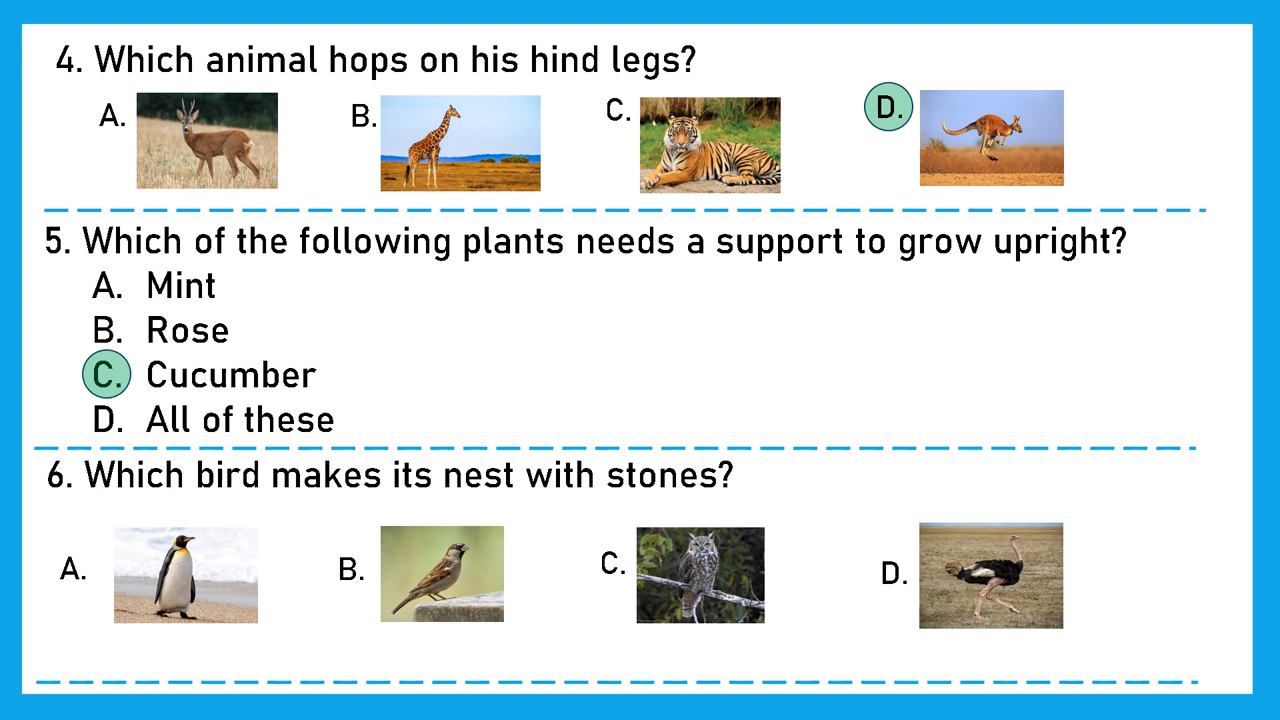 4. Which animal hops on his hind legs?
A. B. C. D.
5. Which of the following plants needs a support to grow upright?
A. Mint
B. Rose
C. Cucumber
D. All of these
6. Which bird makes its nest with stones?
A. B. C. D.